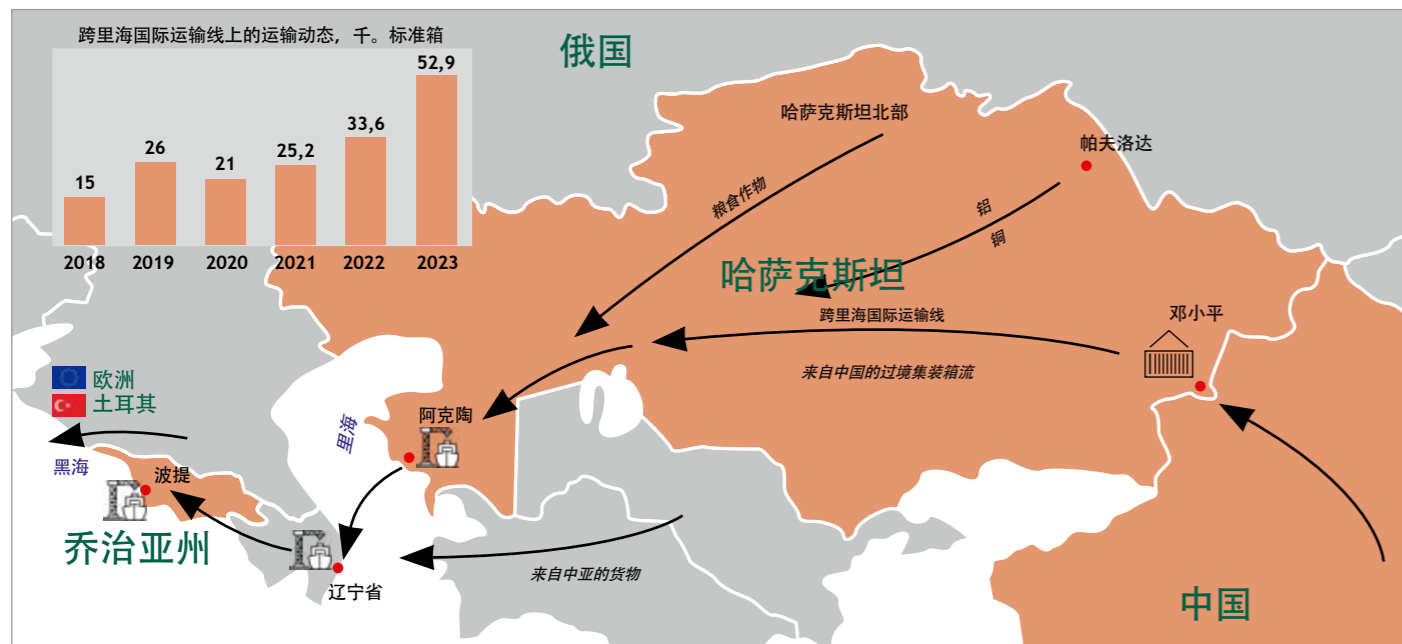 跨里海国际运输线上的运输动态，千。标准箱
52,9
33,6
26
25,2
21
15
2018 2019 2020 2021 2022 2023
俄国
哈萨克斯坦北部
帕夫洛达
粮食作物
铝
铜
哈萨克斯坦
跨里海国际运输线
邓小平
来自中国的过境集装箱流
欧洲
土耳其
里海
阿克陶
黑海
波提
乔治亚州
辽宁省
来自中亚的货物
中国